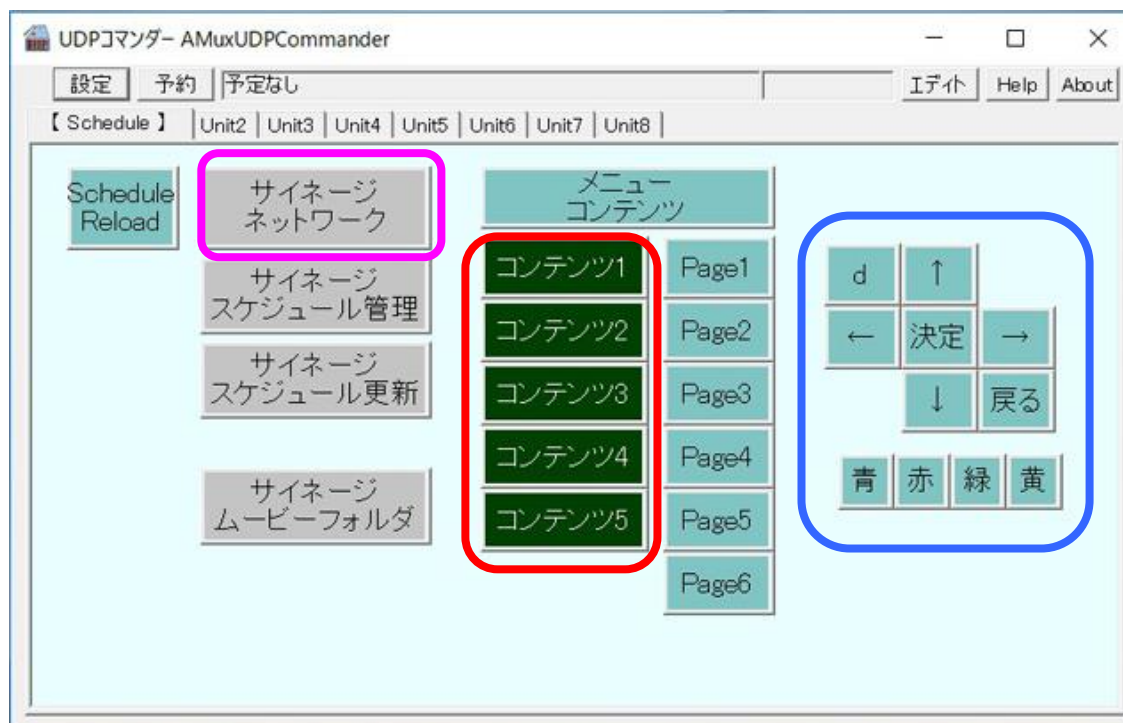 UDPコマンダー AMuxUDPCommander
設定 予約 予定なし エディト Help About
【 Schedule 】 Unit2 Unit3 Unit4 Unit5 Unit6 Unit7 Unit8
Schedule
Reload
サイネージ
ネットワーク
サイネージ
スケジュール管理
サイネージ
スケジュール更新
サイネージ
ムービーフォルダ
メニュー
コンテンツ
コンテンツ1 Page1
コンテンツ2 Page2
コンテンツ3 Page3
コンテンツ4 Page4
コンテンツ5 Page5
Page6
d ↑
← 決定 →
↓ 戻る
青 赤 緑 黄